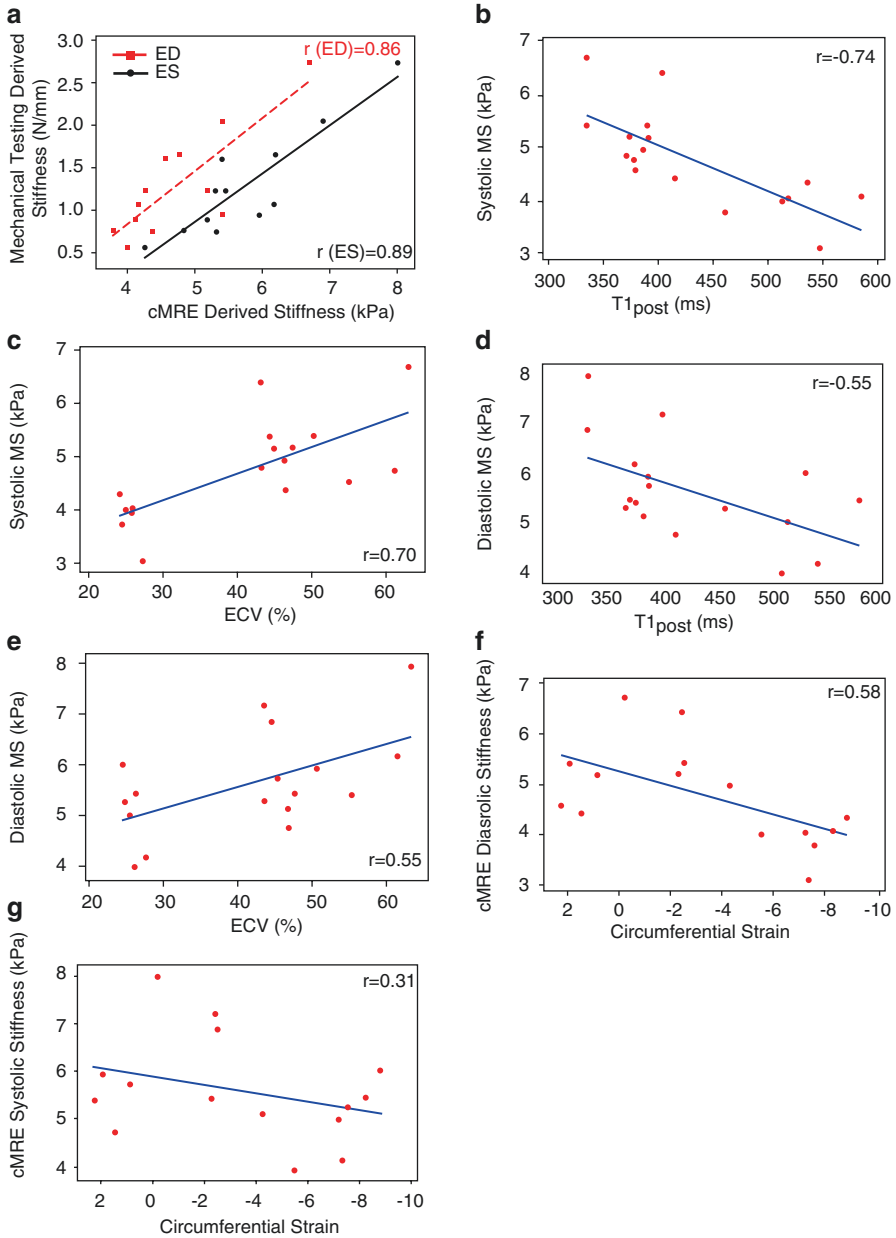 a
Mechanical Testing Derived
Stiffness (N/mm)
3.0
2.5
2.0
1.5
1.0
0.5
ED
ES
r (ED)=0.86
r (ES)=0.89
4
5
6
7
8
cMRE Derived Stiffness (kPa)
b
Systolic MS (kPa)
7
6
5
4
3
r=-0.74
300 350 400 450 500 550 600
T1post (ms)
c
Systolic MS (kPa)
7
6
5
4
3
r=0.70
20 30 40 50 60
ECV (%)
d
Diastolic MS (kPa)
8
7
6
5
4
r=-0.55
300 350 400 450 500 550 600
T1post (ms)
e
Diastolic MS (kPa)
8
7
6
5
4
r=0.55
20 30 40 50 60
ECV (%)
f
cMRE Diasrolic Stiffness (kPa)
7
6
5
4
3
r=0.58
2 0 -2 -4 -6 -8 -10
Circumferential Strain
g
cMRE Systolic Stiffness (kPa)
8
7
6
5
4
r=0.31
2 0 -2 -4 -6 -8 -10
Circumferential Strain